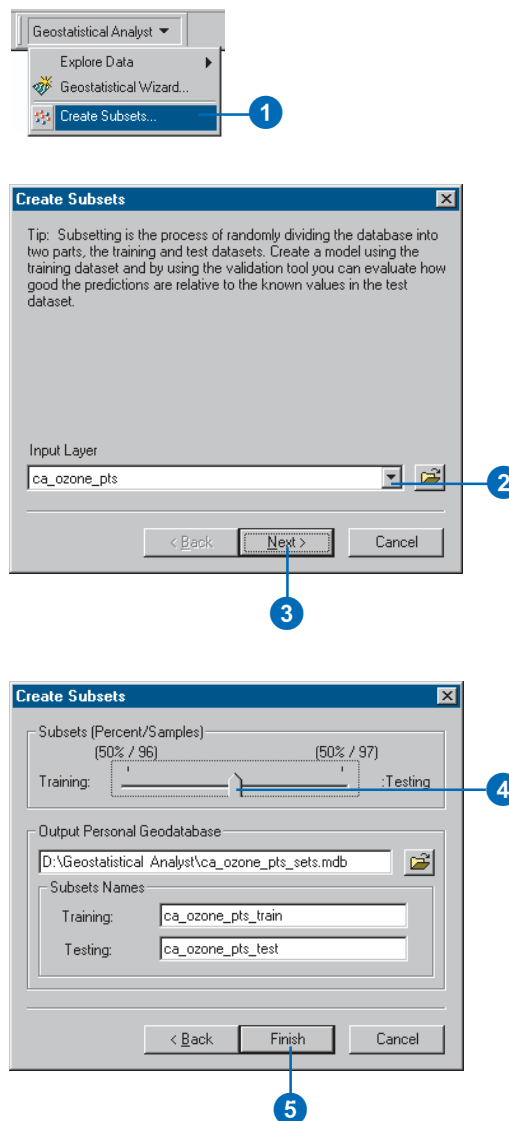 Geostatistical Analyst
Explore Data
Geostatistical Wizard...
Create Subsets...
1
Create Subsets
Tip: Subsetting is the process of randomly dividing the database into
two parts, the training and test datasets. Create a model using the
training dataset and by using the validation tool you can evaluate how
good the predictions are relative to the known values in the test
dataset.
Input Layer
ca_ozone_pts
2
< Back
Next >
Cancel
3
Create Subsets
Subsets (Percent/Samples)
(50% / 96) (50% / 97)
Training: :Testing
4
Output Personal Geodatabase
D:\Geostatistical Analyst\ca_ozone_pts_sets.mdb
Subsets Names
Training: ca_ozone_pts_train
Testing: ca_ozone_pts_test
< Back
Finish
Cancel
5